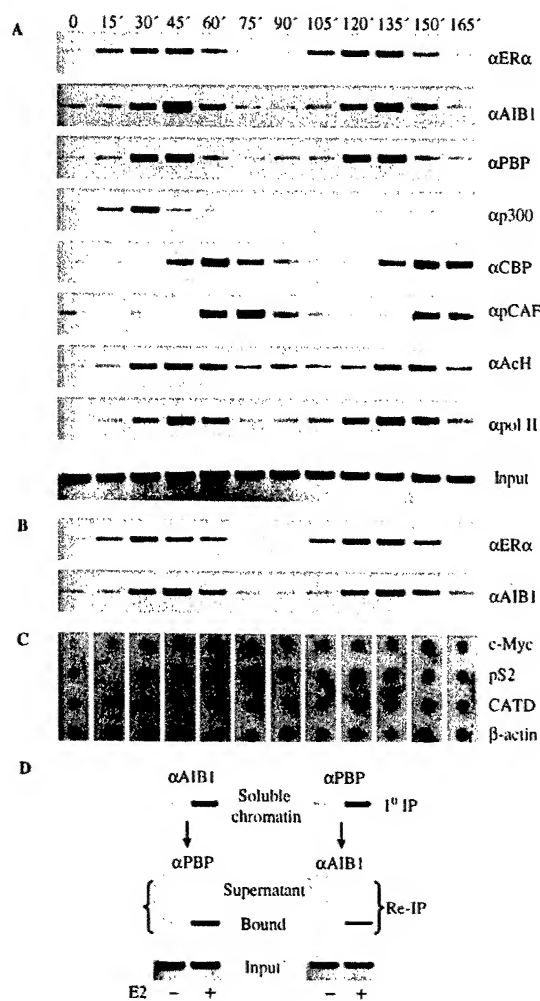 0 15´ 30´ 45´ 60´ 75´ 90´ 105´ 120´ 135´ 150´ 165´
A
αERα
αAIB1
αPBP
αp300
αCBP
αpCAF
αAcH
αpol II
Input
B
αERα
αAIB1
C
c-Myc
pS2
CATD
β-actin
D
αAIB1 αPBP
Soluble chromatin 1⁰ IP
αPBP αAIB1
Supernatant
Bound Re-IP
Input
E2 − + − +